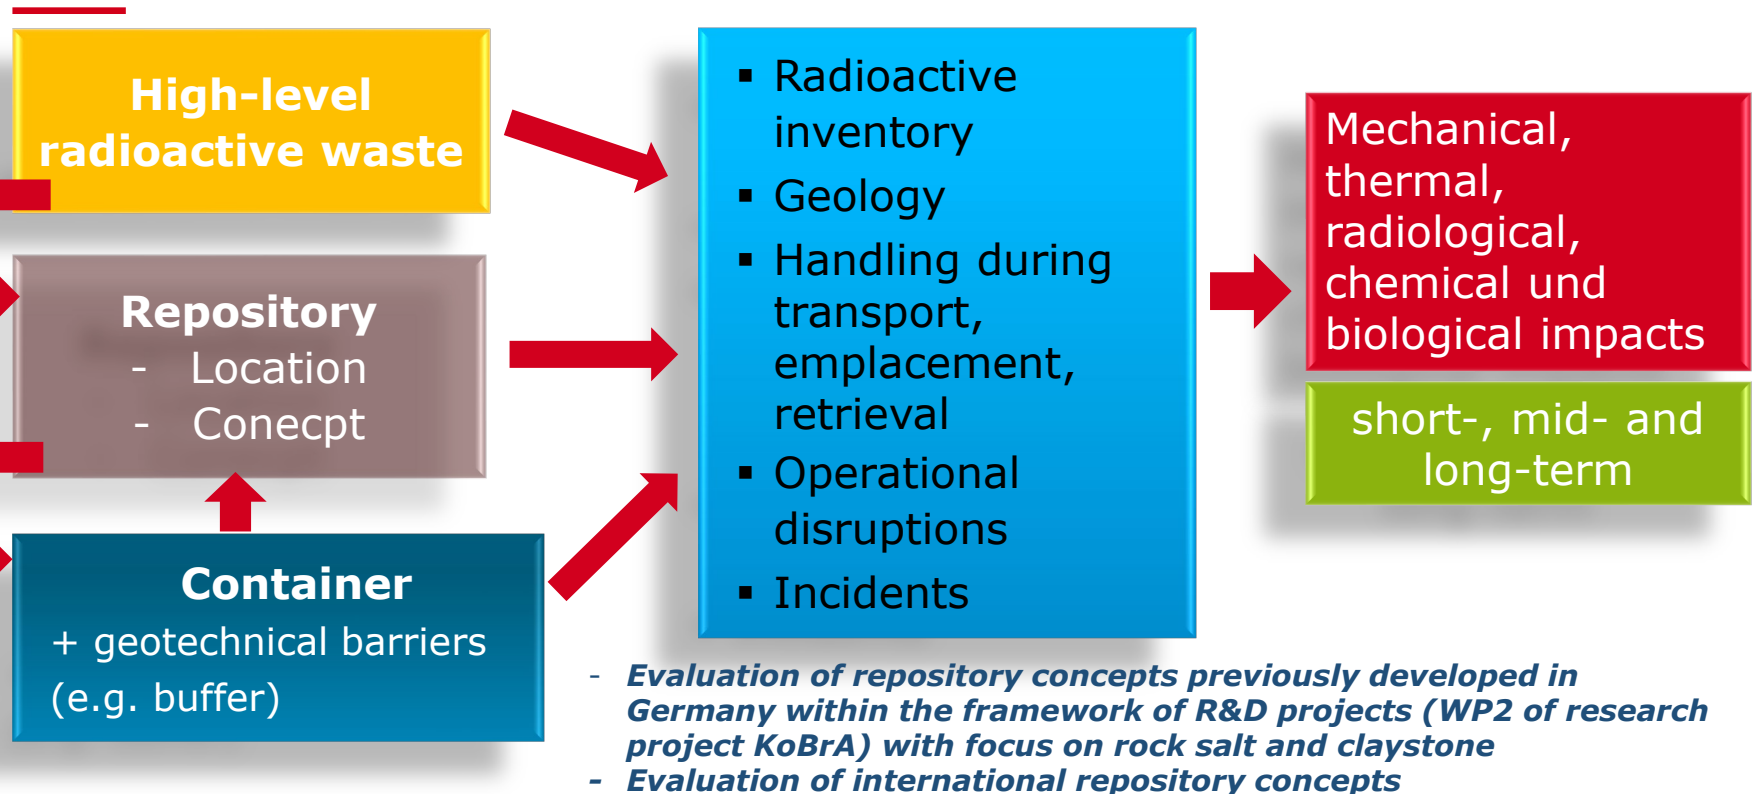 High-level
radioactive waste
Repository
- Location
- Conecpt
Container
+ geotechnical barriers
(e.g. buffer)
▪ Radioactive
inventory
▪ Geology
▪ Handling during
transport,
emplacement,
retrieval
▪ Operational
disruptions
▪ Incidents
Mechanical,
thermal,
radiological,
chemical und
biological impacts
short-, mid- and
long-term
- Evaluation of repository concepts previously developed in
Germany within the framework of R&D projects (WP2 of research
project KoBrA) with focus on rock salt and claystone
- Evaluation of international repository concepts